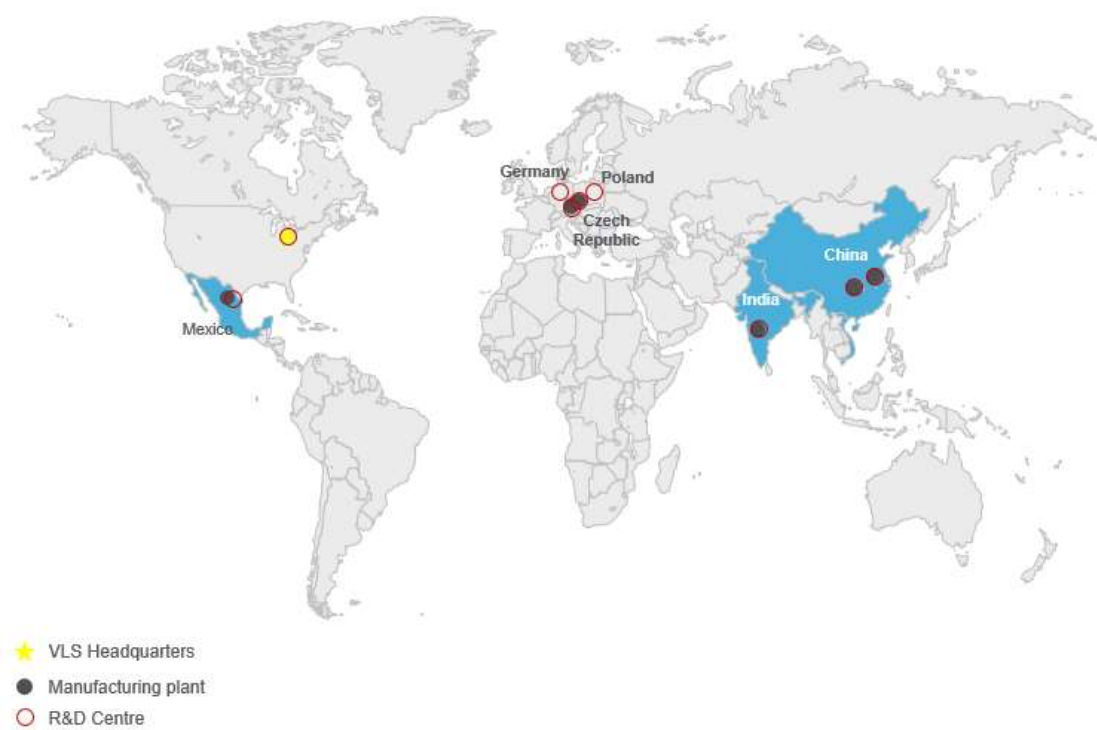 Germany
Poland
Czech
Republic
China
India
Mexico
VLS Headquarters
Manufacturing plant
R&D Centre